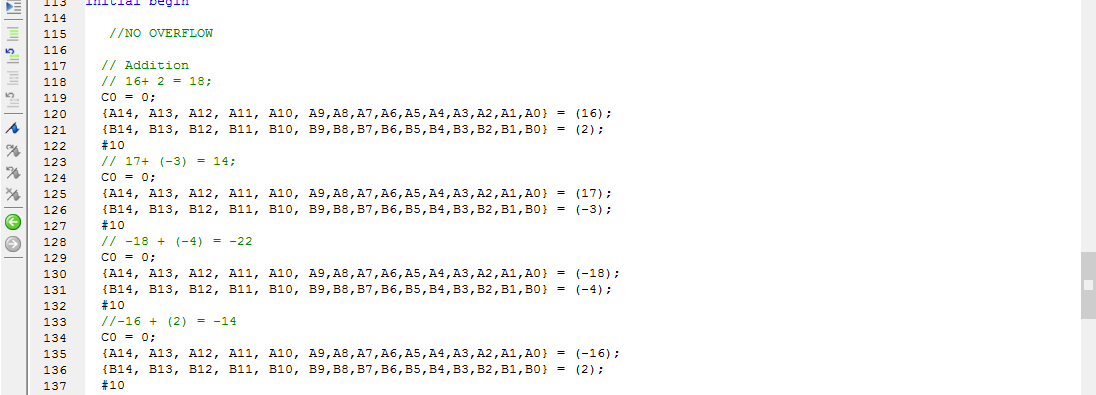 113 initial begin
114
115 //NO OVERFLOW
116
117 // Addition
118 // 16+ 2 = 18;
119 C0 = 0;
120 {A14, A13, A12, A11, A10, A9,A8,A7,A6,A5,A4,A3,A2,A1,A0} = (16);
121 {B14, B13, B12, B11, B10, B9,B8,B7,B6,B5,B4,B3,B2,B1,B0} = (2);
122 #10
123 // 17+ (-3) = 14;
124 C0 = 0;
125 {A14, A13, A12, A11, A10, A9,A8,A7,A6,A5,A4,A3,A2,A1,A0} = (17);
126 {B14, B13, B12, B11, B10, B9,B8,B7,B6,B5,B4,B3,B2,B1,B0} = (-3);
127 #10
128 // -18 + (-4) = -22
129 C0 = 0;
130 {A14, A13, A12, A11, A10, A9,A8,A7,A6,A5,A4,A3,A2,A1,A0} = (-18);
131 {B14, B13, B12, B11, B10, B9,B8,B7,B6,B5,B4,B3,B2,B1,B0} = (-4);
132 #10
133 //-16 + (2) = -14
134 C0 = 0;
135 {A14, A13, A12, A11, A10, A9,A8,A7,A6,A5,A4,A3,A2,A1,A0} = (-16);
136 {B14, B13, B12, B11, B10, B9,B8,B7,B6,B5,B4,B3,B2,B1,B0} = (2);
137 #10